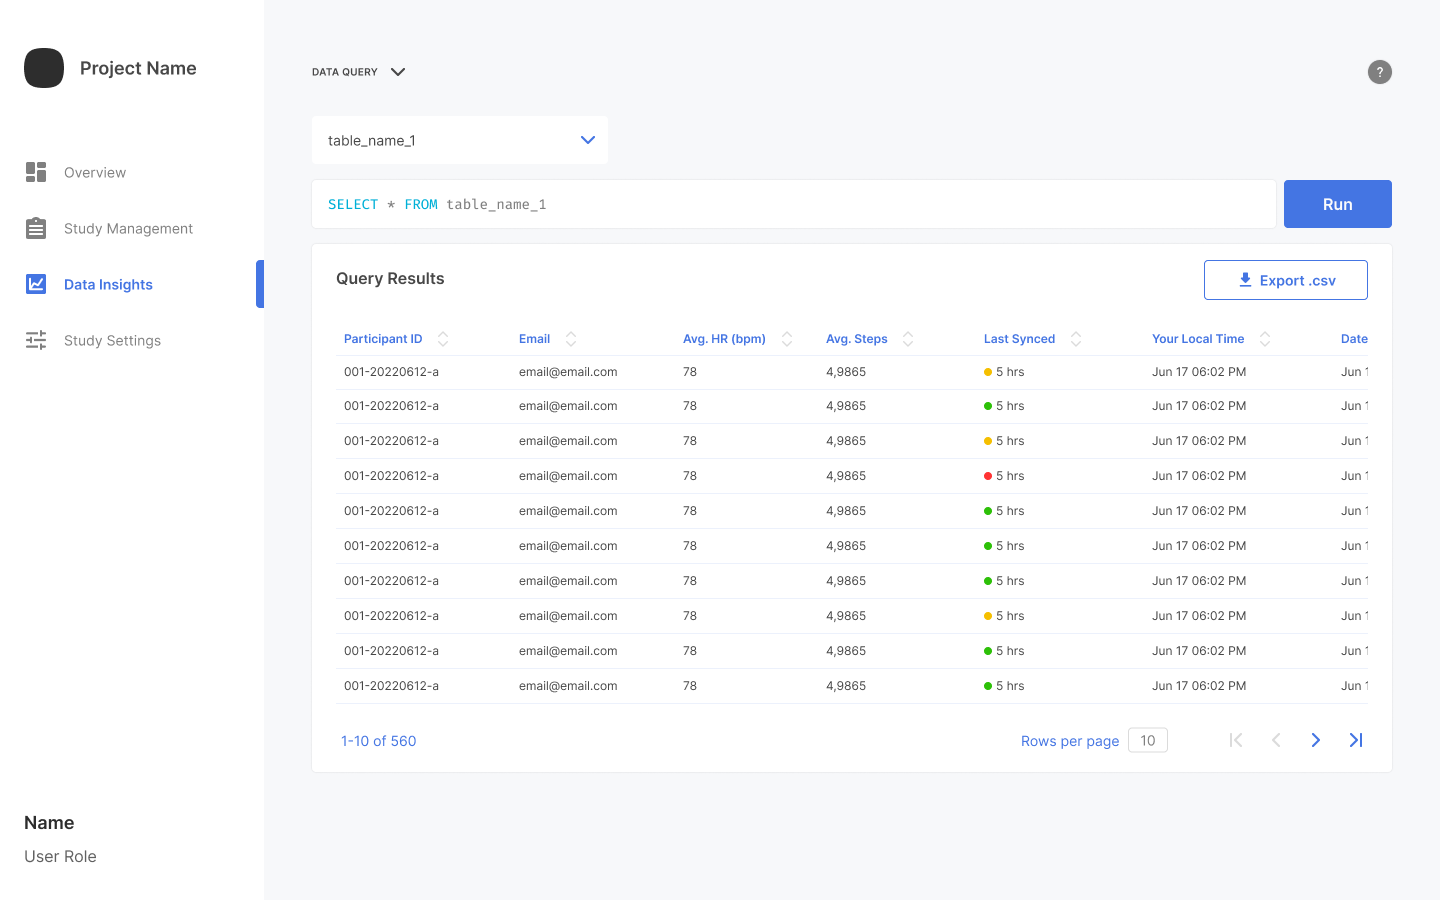 Project Name
Overview
Study Management
Data Insights
Study Settings
Name
User Role
DATA QUERY
?
table_name_1
SELECT * FROM table_name_1
Run
Query Results
Export .csv
Participant ID Email Avg. HR (bpm) Avg. Steps Last Synced Your Local Time Date
001-20220612-a email@email.com 78 4,9865 5 hrs Jun 17 06:02 PM Jun 1
001-20220612-a email@email.com 78 4,9865 5 hrs Jun 17 06:02 PM Jun 1
001-20220612-a email@email.com 78 4,9865 5 hrs Jun 17 06:02 PM Jun 1
001-20220612-a email@email.com 78 4,9865 5 hrs Jun 17 06:02 PM Jun 1
001-20220612-a email@email.com 78 4,9865 5 hrs Jun 17 06:02 PM Jun 1
001-20220612-a email@email.com 78 4,9865 5 hrs Jun 17 06:02 PM Jun 1
001-20220612-a email@email.com 78 4,9865 5 hrs Jun 17 06:02 PM Jun 1
001-20220612-a email@email.com 78 4,9865 5 hrs Jun 17 06:02 PM Jun 1
001-20220612-a email@email.com 78 4,9865 5 hrs Jun 17 06:02 PM Jun 1
001-20220612-a email@email.com 78 4,9865 5 hrs Jun 17 06:02 PM Jun 1
1-10 of 560
Rows per page 10